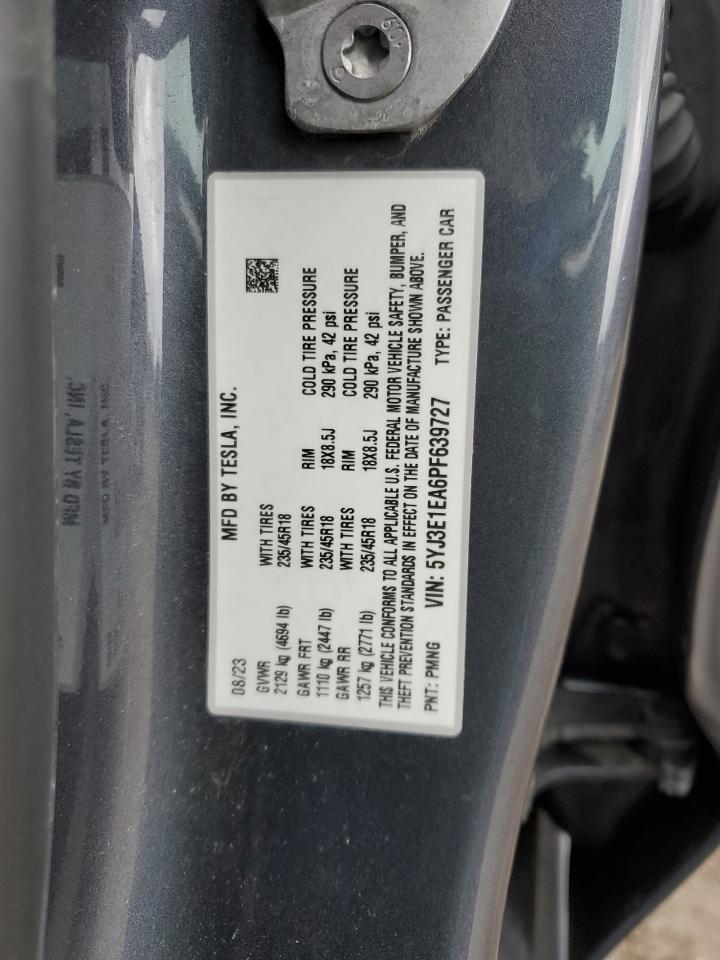 MFD BY TESLA, INC.
08/23
GVWR WITH TIRES
2129 kg (4694 lb) 235/45R18
GAWR FRT WITH TIRES RIM COLD TIRE PRESSURE
1110 kg (2447 lb) 235/45R18 18X8.5J 290 kPa, 42 psi
GAWR RR WITH TIRES RIM COLD TIRE PRESSURE
1257 kg (2771 lb) 235/45R18 18X8.5J 290 kPa, 42 psi
THIS VEHICLE CONFORMS TO ALL APPLICABLE U.S. FEDERAL MOTOR VEHICLE SAFETY, BUMPER, AND
THEFT PREVENTION STANDARDS IN EFFECT ON THE DATE OF MANUFACTURE SHOWN ABOVE.
PNT: PMNG VIN: 5YJ3E1EA6PF639727 TYPE: PASSENGER CAR